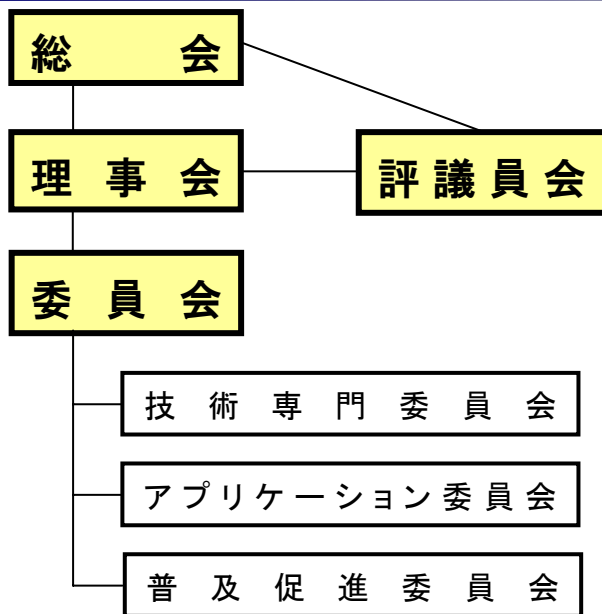 総会
理事会
評議員会
委員会
技術専門委員会
アプリケーション委員会
普及促進委員会